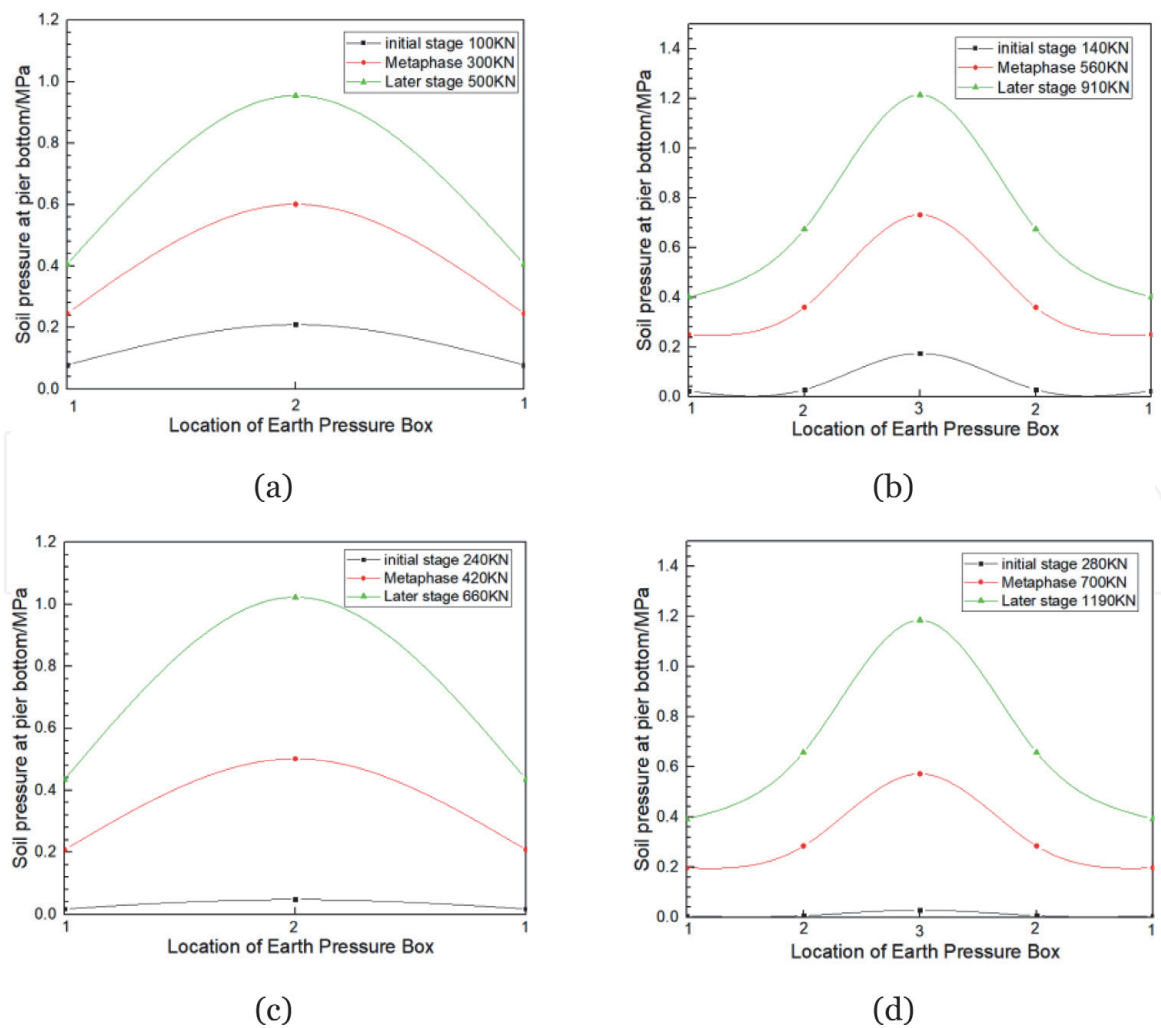 initial stage 100KN
Metaphase 300KN
Later stage 500KN
Soil pressure at pier bottom/MPa
1.2
1.0
0.8
0.6
0.4
0.2
0.0
1 2 1
Location of Earth Pressure Box
(a)
initial stage 140KN
Metaphase 560KN
Later stage 910KN
Soil pressure at pier bottom/MPa
1.4
1.2
1.0
0.8
0.6
0.4
0.2
0.0
1 2 3 2 1
Location of Earth Pressure Box
(b)
initial stage 240KN
Metaphase 420KN
Later stage 660KN
Soil pressure at pier bottom/MPa
1.2
1.0
0.8
0.6
0.4
0.2
0.0
1 2 1
Location of Earth Pressure Box
(c)
initial stage 280KN
Metaphase 700KN
Later stage 1190KN
Soil pressure at pier bottom/MPa
1.4
1.2
1.0
0.8
0.6
0.4
0.2
0.0
1 2 3 2 1
Location of Earth Pressure Box
(d)